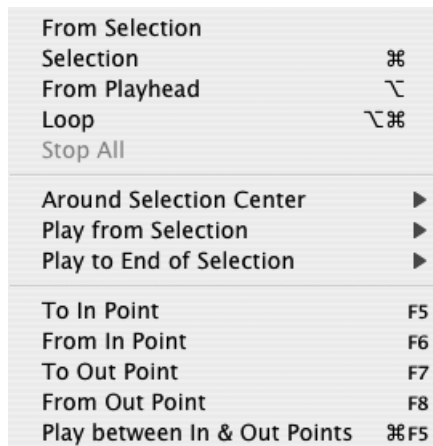 From Selection
Selection ⌘
From Playhead ⌥
Loop ⌥⌘
Stop All
Around Selection Center ▶
Play from Selection ▶
Play to End of Selection ▶
To In Point F5
From In Point F6
To Out Point F7
From Out Point F8
Play between In & Out Points ⌘F5